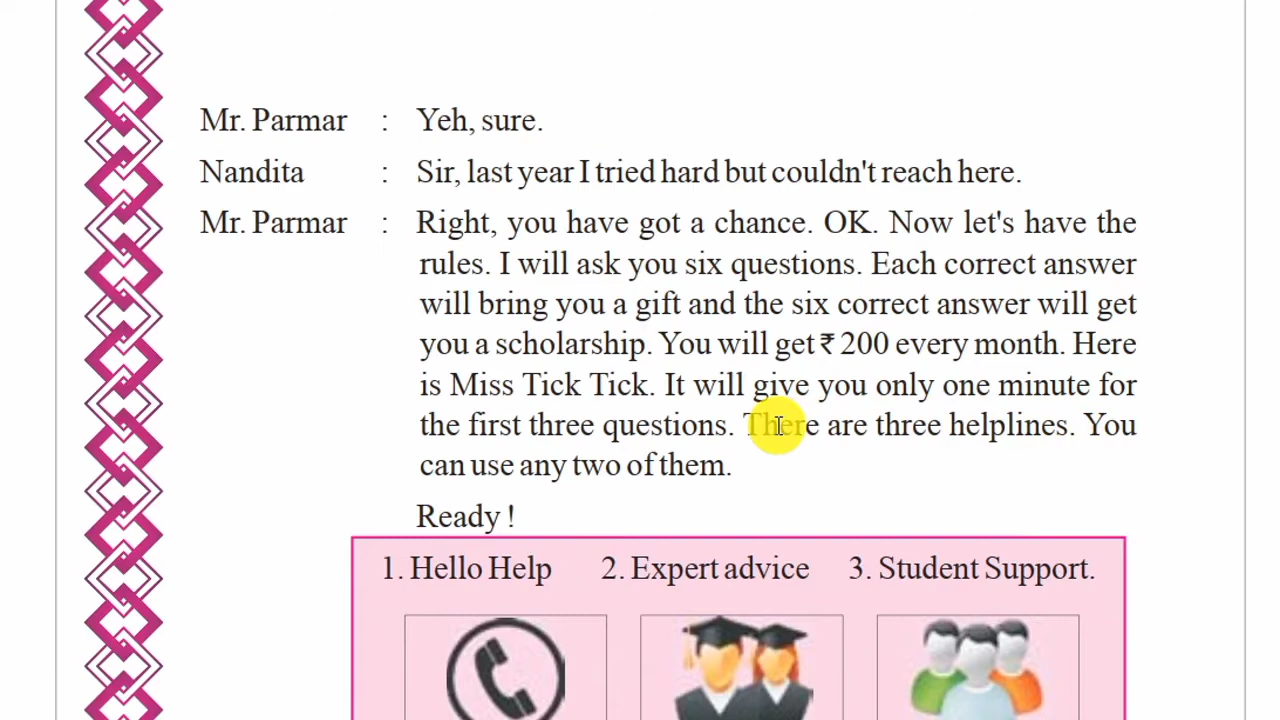 Mr. Parmar : Yeh, sure.
Nandita : Sir, last year I tried hard but couldn't reach here.
Mr. Parmar : Right, you have got a chance. OK. Now let's have the
rules. I will ask you six questions. Each correct answer
will bring you a gift and the six correct answer will get
you a scholarship. You will get ₹ 200 every month. Here
is Miss Tick Tick. It will give you only one minute for
the first three questions. There are three helplines. You
can use any two of them.
Ready !
1. Hello Help 2. Expert advice 3. Student Support.